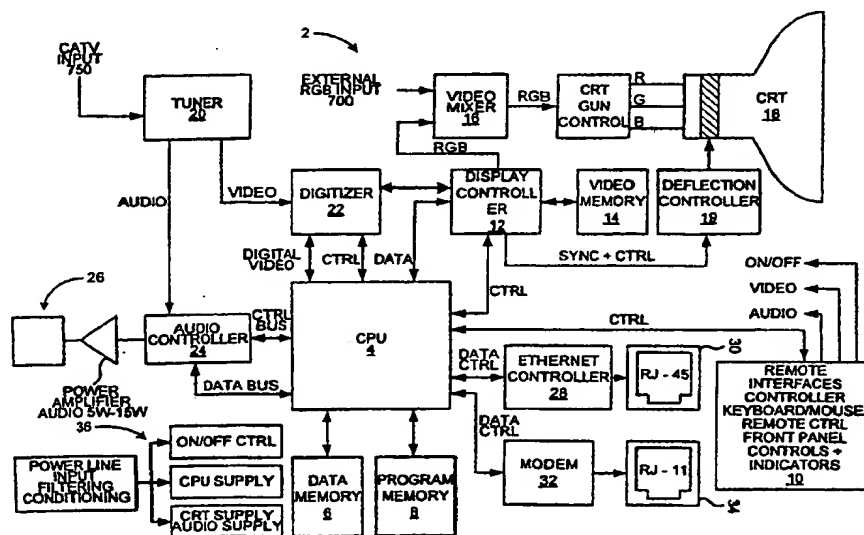 CATV
INPUT
750
TUNER
20
2
EXTERNAL
RGB INPUT
700
VIDEO
MIXER
16
RGB
CRT
GUN
CONTROL
R
G
B
CRT
18
RGB
AUDIO
VIDEO
DIGITIZER
22
DISPLAY
CONTROLL
ER
12
VIDEO
MEMORY
14
DEFLECTION
CONTROLLER
19
DIGITAL
VIDEO
CTRL
DATA
SYNC + CTRL
CTRL
ON/OFF
VIDEO
AUDIO
26
AUDIO
CONTROLLER
24
CTRL
BUS
DATA BUS
CPU
4
CTRL
DATA
CTRL
ETHERNET
CONTROLLER
28
RJ - 45
30
REMOTE
INTERFACES
CONTROLLER
KEYBOARD/MOUSE
REMOTE CTRL
FRONT PANEL
CONTROLS +
INDICATORS
10
POWER
AMPLIFIER
AUDIO 5W-15W
36
DATA
CTRL
MODEM
32
RJ - 11
34
POWER LINE
INPUT
FILTERING
CONDITIONING
ON/OFF CTRL
CPU SUPPLY
CRT SUPPLY
AUDIO SUPPLY
DATA
MEMORY
6
PROGRAM
MEMORY
8